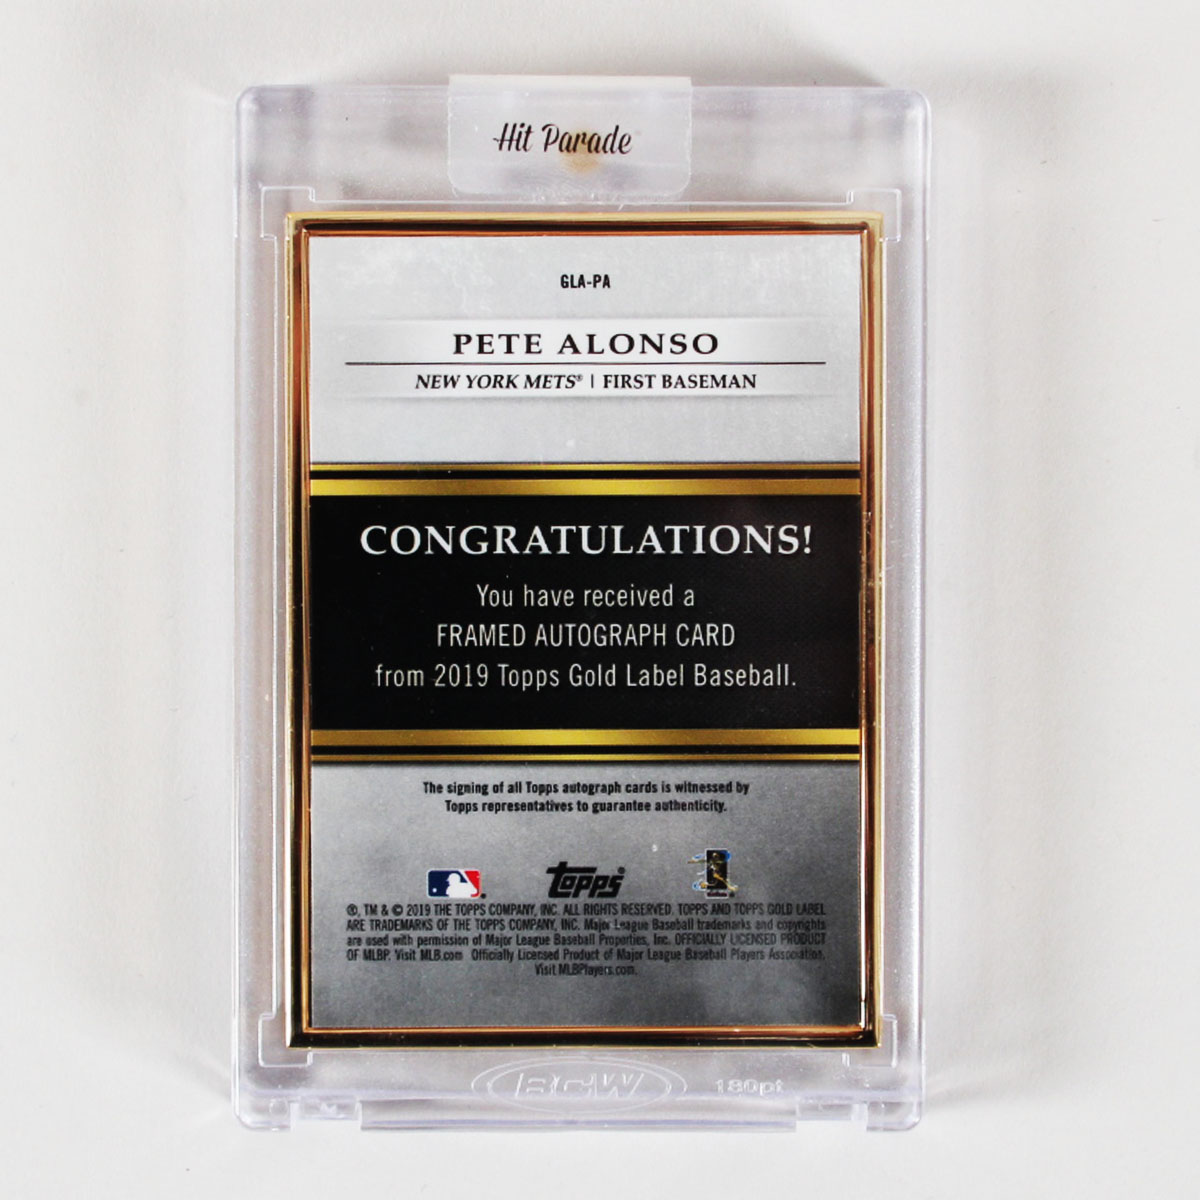 Hit Parade
GLA-PA
PETE ALONSO
NEW YORK METS® | FIRST BASEMAN
CONGRATULATIONS!
You have received a
FRAMED AUTOGRAPH CARD
from 2019 Topps Gold Label Baseball.
The signing of all Topps autograph cards is witnessed by
Topps representatives to guarantee authenticity.
topps
®, TM & © 2019 THE TOPPS COMPANY, INC. ALL RIGHTS RESERVED. TOPPS AND TOPPS GOLD LABEL
ARE TRADEMARKS OF THE TOPPS COMPANY, INC. Major League Baseball trademarks and copyrights
are used with permission of Major League Baseball Properties, Inc. OFFICIALLY LICENSED PRODUCT
OF MLBP. Visit MLB.com Officially Licensed Product of Major League Baseball Players Association.
Visit MLBPlayers.com.
BCW 180pt